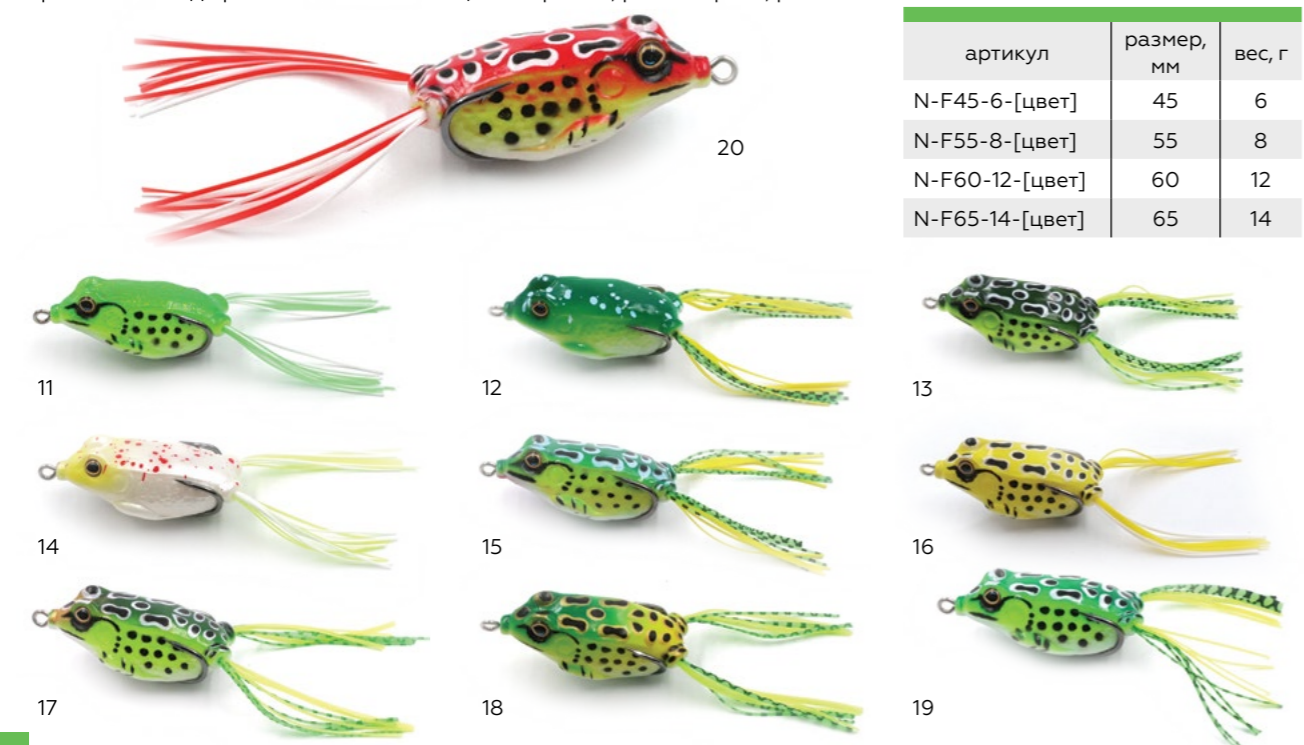 20
артикул размер, мм вес, г
N-F45-6-[цвет] 45 6
N-F55-8-[цвет] 55 8
N-F60-12-[цвет] 60 12
N-F65-14-[цвет] 65 14
11 12 13
14 15 16
17 18 19